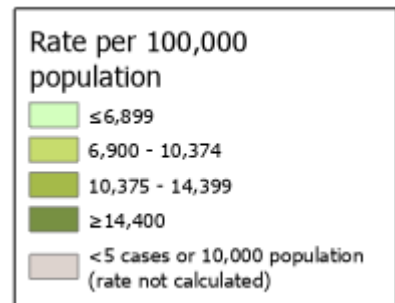 Rate per 100,000
population
≤6,899
6,900 - 10,374
10,375 - 14,399
≥14,400
<5 cases or 10,000 population
(rate not calculated)